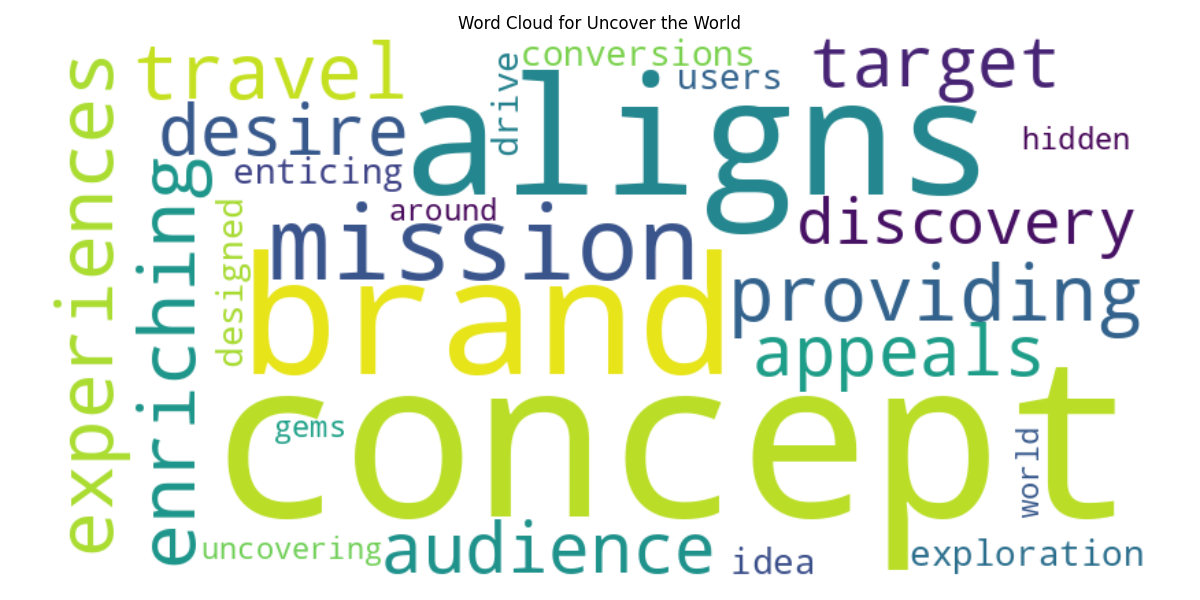 Word Cloud for Uncover the World
experiences
travel
conversions
target
drive
users
desire
aligns
hidden
enticing
enriching
around
discovery
designed
mission
brand
providing
appeals
concept
gems
world
uncovering
audience
idea
exploration